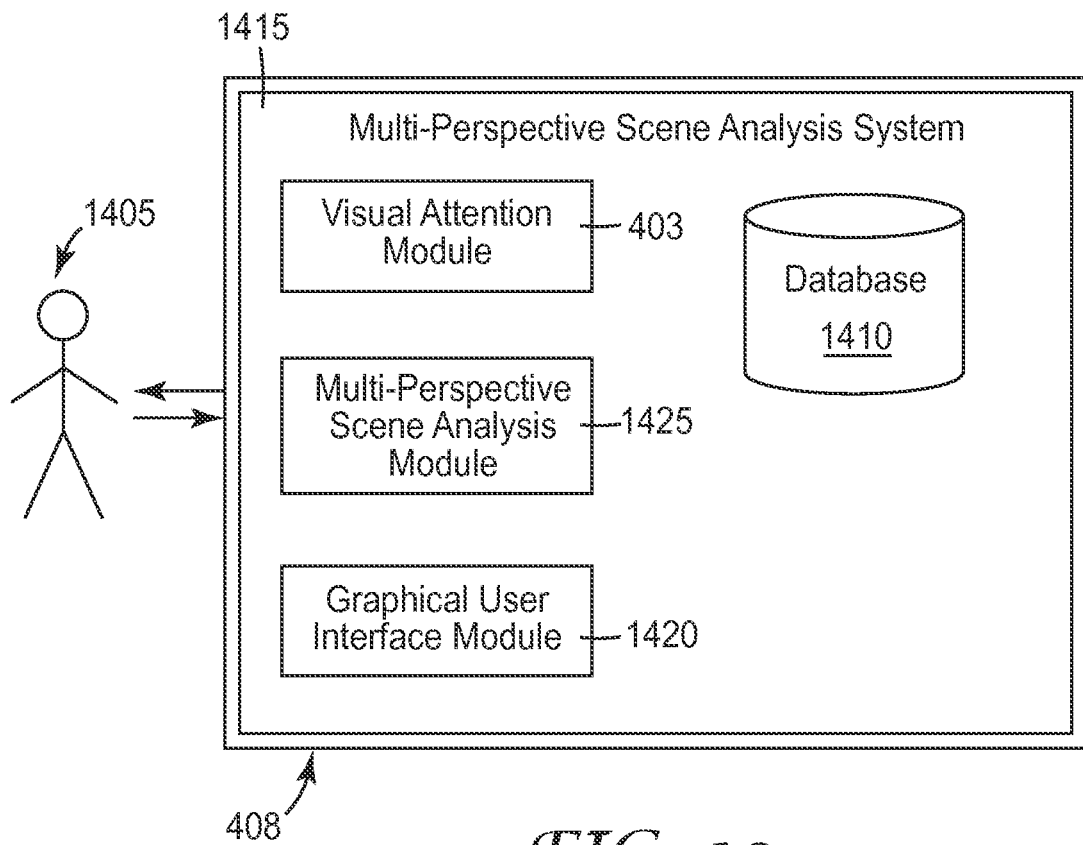 1415
Multi-Perspective Scene Analysis System
1405
Visual Attention
Module
403
Database
1410
Multi-Perspective
Scene Analysis
Module
1425
Graphical User
Interface Module
1420
408